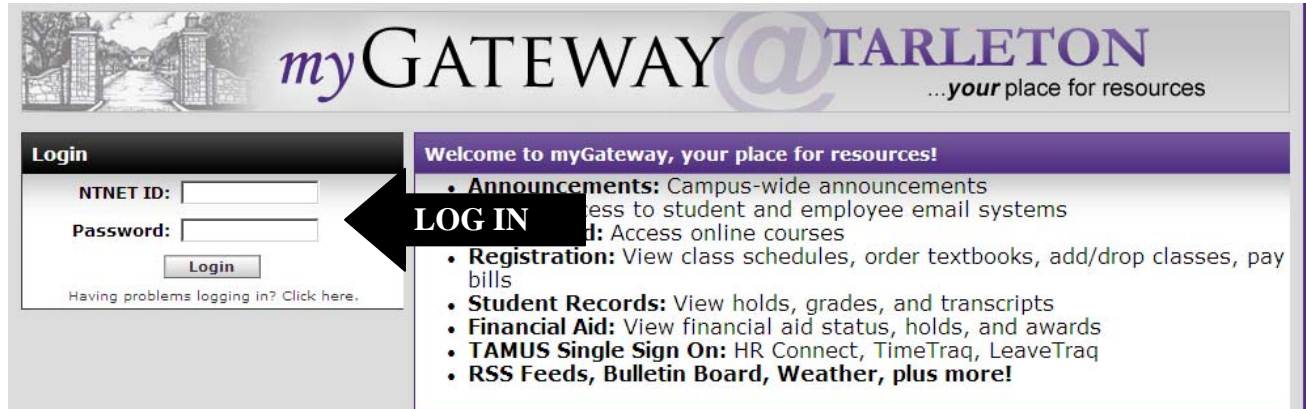 myGATEWAY@TARLETON
...your place for resources
Login
NTNET ID:
Password:
Login
Having problems logging in? Click here.
LOG IN
Welcome to myGateway, your place for resources!
• Announcements: Campus-wide announcements
to student and employee email systems
Access online courses
• Registration: View class schedules, order textbooks, add/drop classes, pay
bills
• Student Records: View holds, grades, and transcripts
• Financial Aid: View financial aid status, holds, and awards
• TAMUS Single Sign On: HR Connect, TimeTraq, LeaveTraq
• RSS Feeds, Bulletin Board, Weather, plus more!